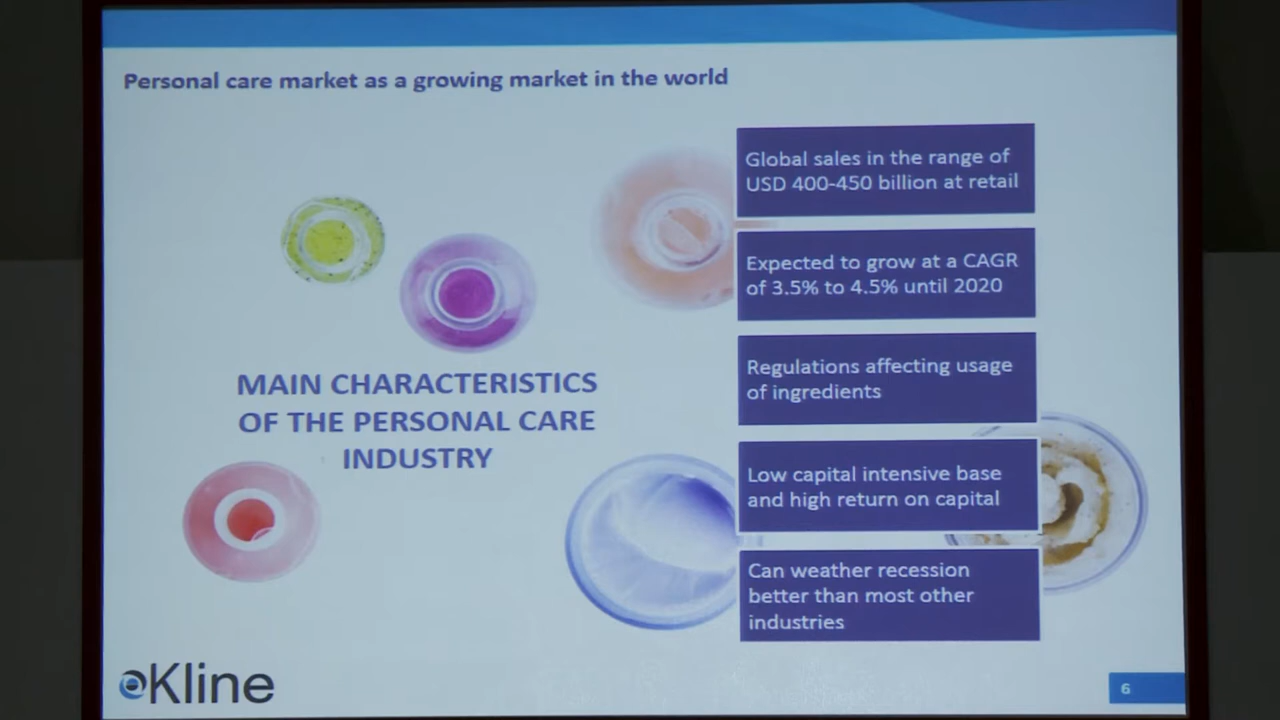 Personal care market as a growing market in the world
Global sales in the range of
USD 400-450 billion at retail
Expected to grow at a CAGR
of 3.5% to 4.5% until 2020
MAIN CHARACTERISTICS
OF THE PERSONAL CARE
INDUSTRY
Regulations affecting usage
of ingredients
Low capital intensive base
and high return on capital
Can weather recession
better than most other
industries
Kline
6